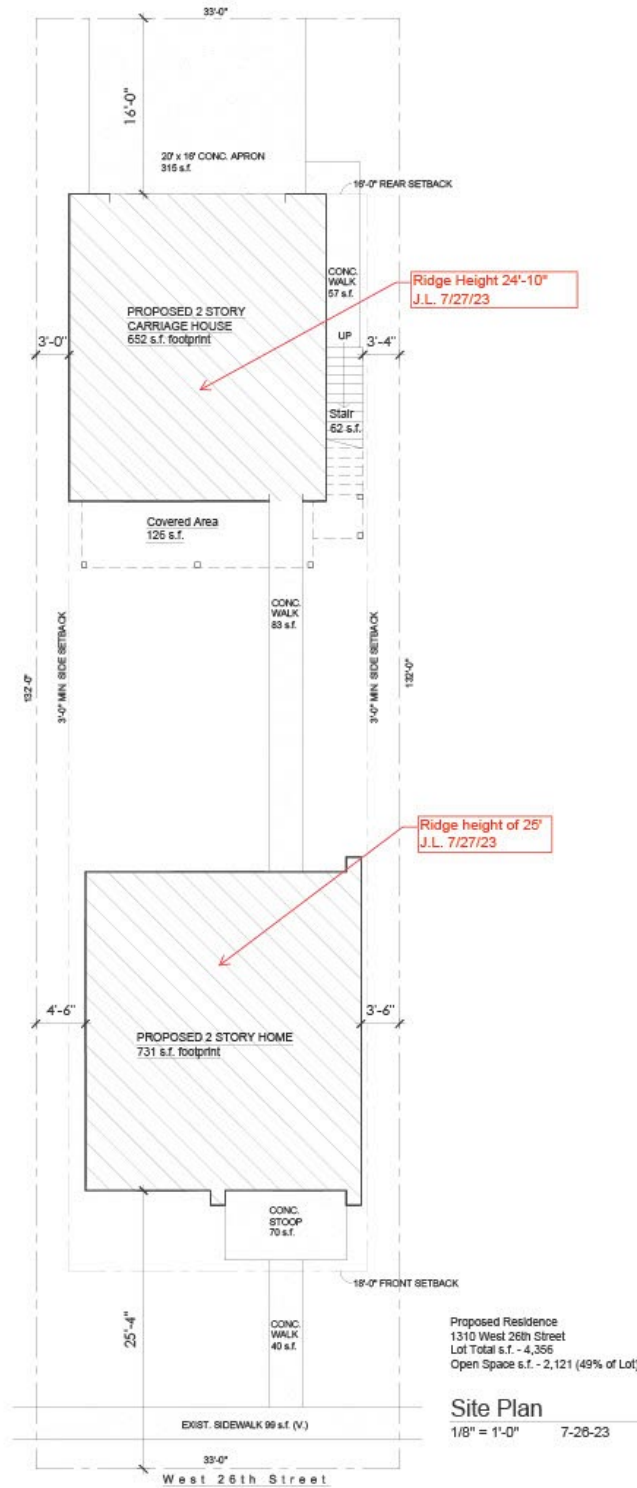 33'-0"
16'-0"
20' x 16' CONC. APRON
315 s.f.
16'-0" REAR SETBACK
CONC.
WALK
57 s.f.
Ridge Height 24'-10"
J.L. 7/27/23
PROPOSED 2 STORY
CARRIAGE HOUSE
652 s.f. footprint
UP
3'-0"
3'-4"
Stair
62 s.f.
Covered Area
126 s.f.
CONC.
WALK
83 s.f.
132'-0"
3'-0" MIN. SIDE SETBACK
3'-0" MIN. SIDE SETBACK
132'-0"
Ridge height of 25'
J.L. 7/27/23
4'-6"
3'-6"
PROPOSED 2 STORY HOME
731 s.f. footprint
CONC.
STOOP
70 s.f.
18'-0" FRONT SETBACK
25'-4"
CONC.
WALK
40 s.f.
Proposed Residence
1310 West 26th Street
Lot Total s.f. - 4,356
Open Space s.f. - 2,121 (49% of Lot)
Site Plan
1/8" = 1'-0" 7-26-23
EXIST. SIDEWALK 99 s.f. (V.)
33'-0"
West 26th Street